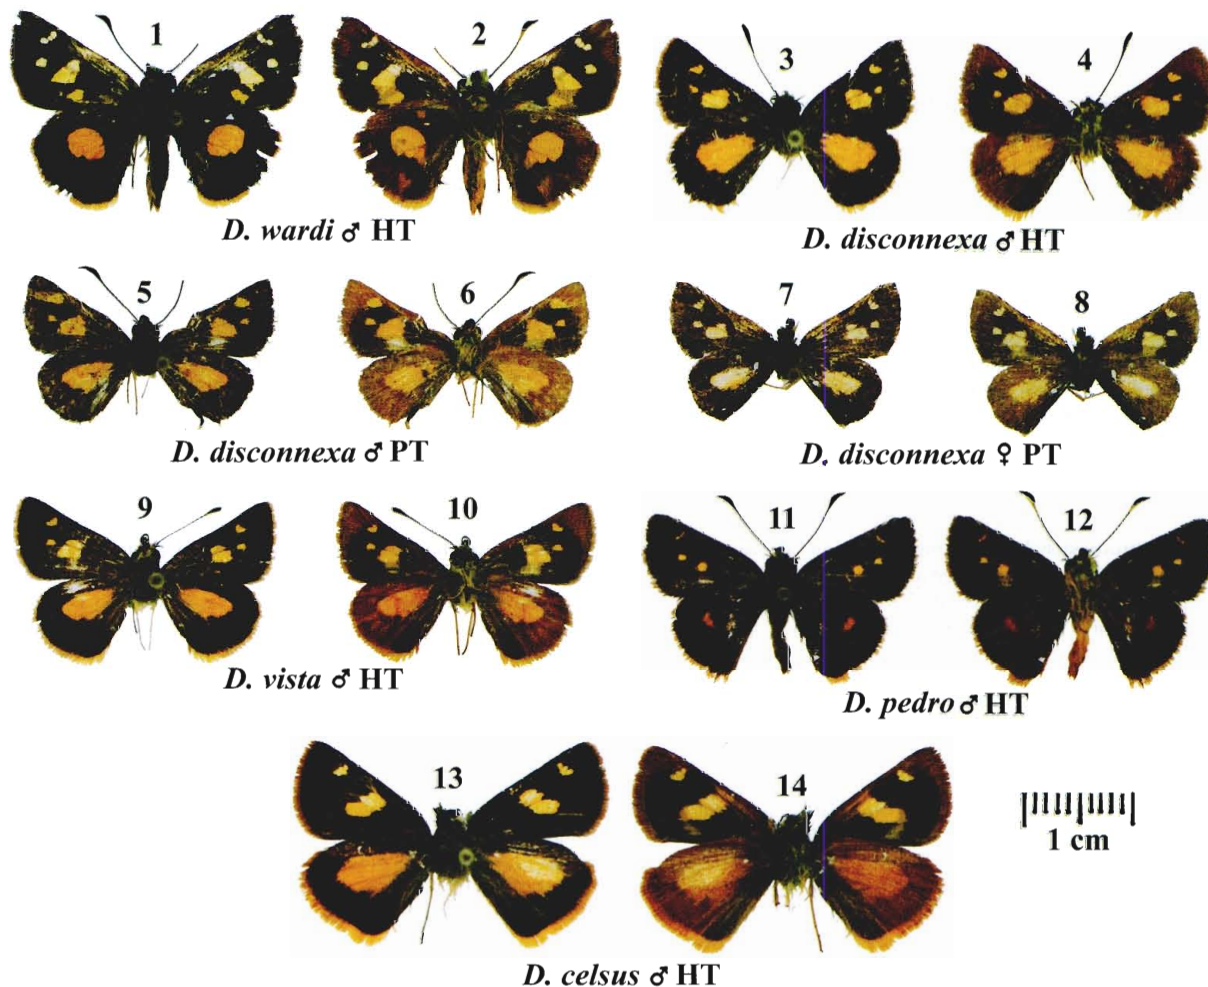 1 2 3 4
D. wardi ♂ HT
D. disconnexa ♂ HT
5 6 7 8
D. disconnexa ♂ PT
D. disconnexa ♀ PT
9 10 11 12
D. vista ♂ HT
D. pedro ♂ HT
13 14
1 cm
D. celsus ♂ HT